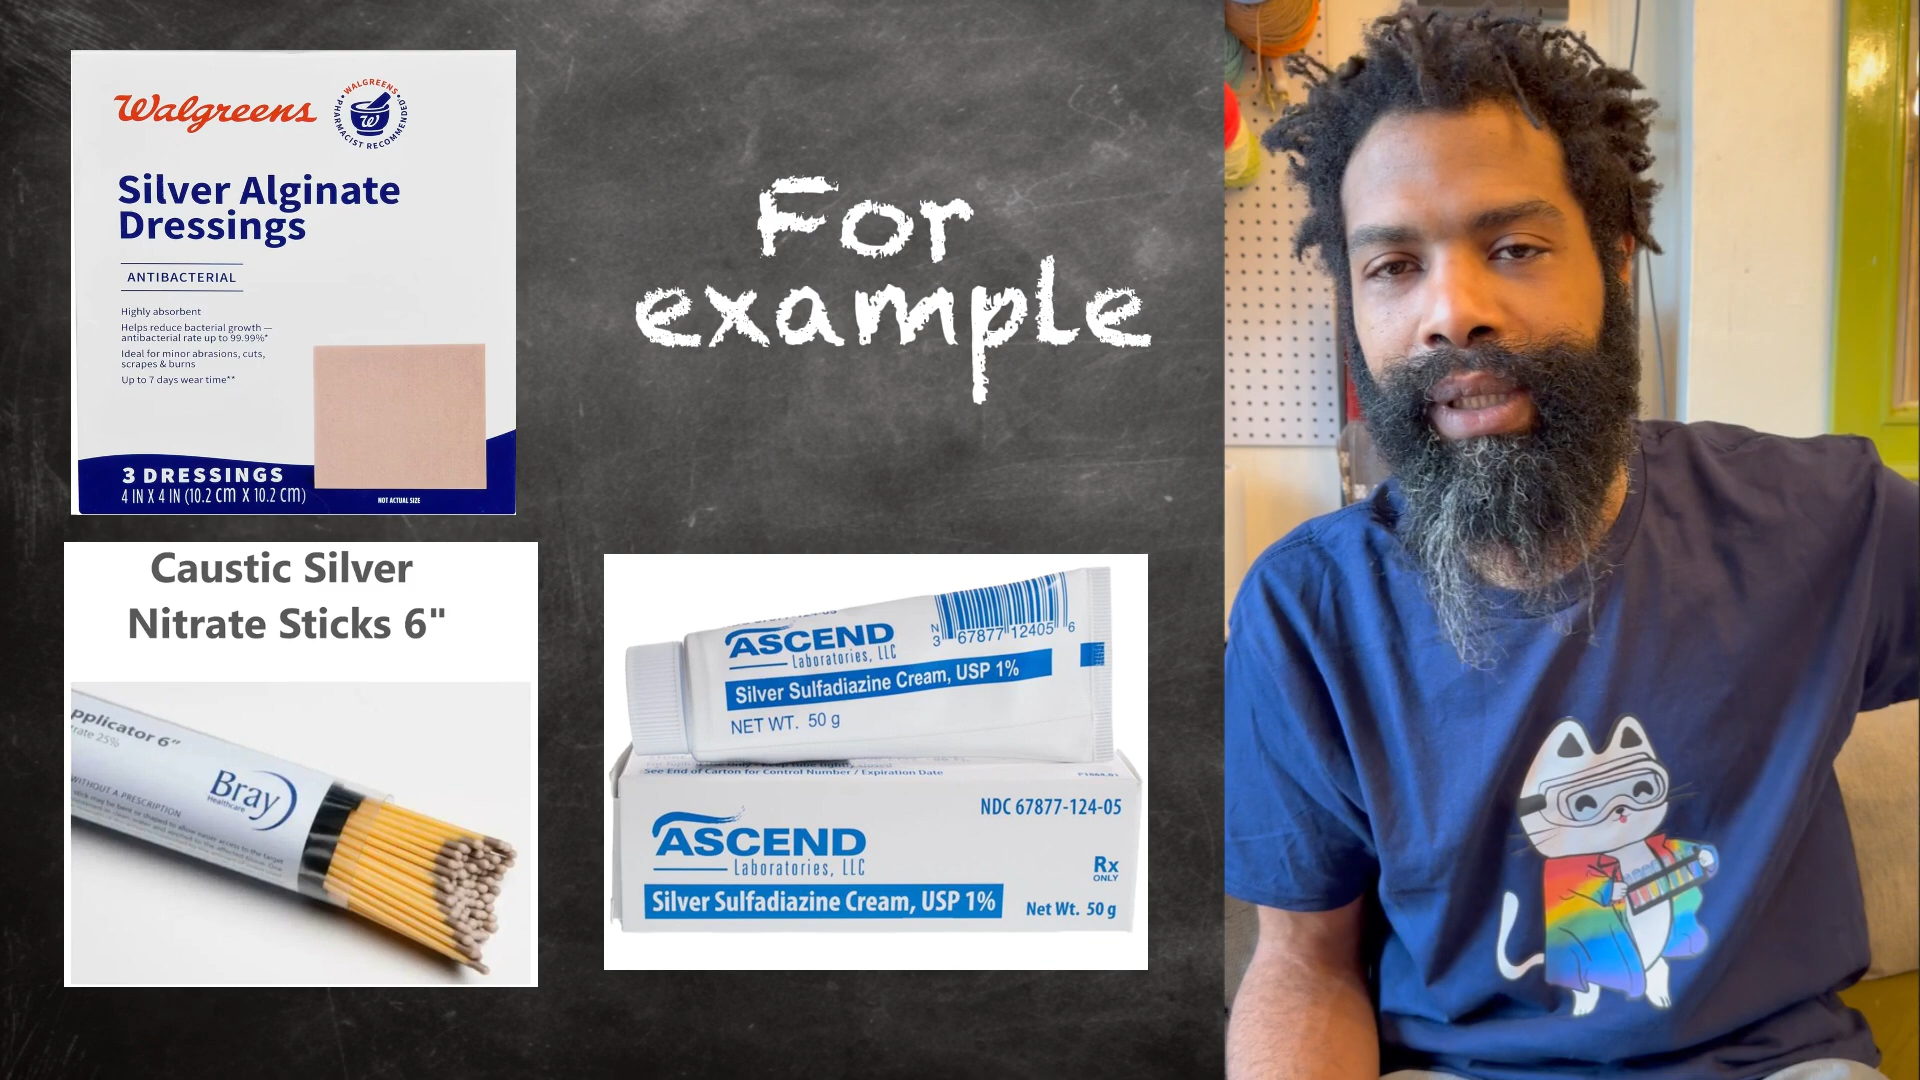 Walgreens
WALGREENS
PHARMACIST RECOMMENDED
W
Silver Alginate
Dressings
ANTIBACTERIAL
Highly absorbent
Helps reduce bacterial growth —
antibacterial rate up to 99.99%*
Ideal for minor abrasions, cuts,
scrapes & burns
Up to 7 days wear time**
3 DRESSINGS
4 IN X 4 IN (10.2 cm X 10.2 cm)
NOT ACTUAL SIZE
For
example
Caustic Silver
Nitrate Sticks 6"
pplicator 6"
rate 25%
WITHOUT A PRESCRIPTION
Bray
Healthcare
ASCEND
Laboratories, LLC
Silver Sulfadiazine Cream, USP 1%
NET WT. 50 g
N
3 67877 12405 6
See End of Carton for Control Number / Expiration Date
NDC 67877-124-05
ASCEND
Laboratories, LLC
Rx
ONLY
Silver Sulfadiazine Cream, USP 1%
Net Wt. 50 g